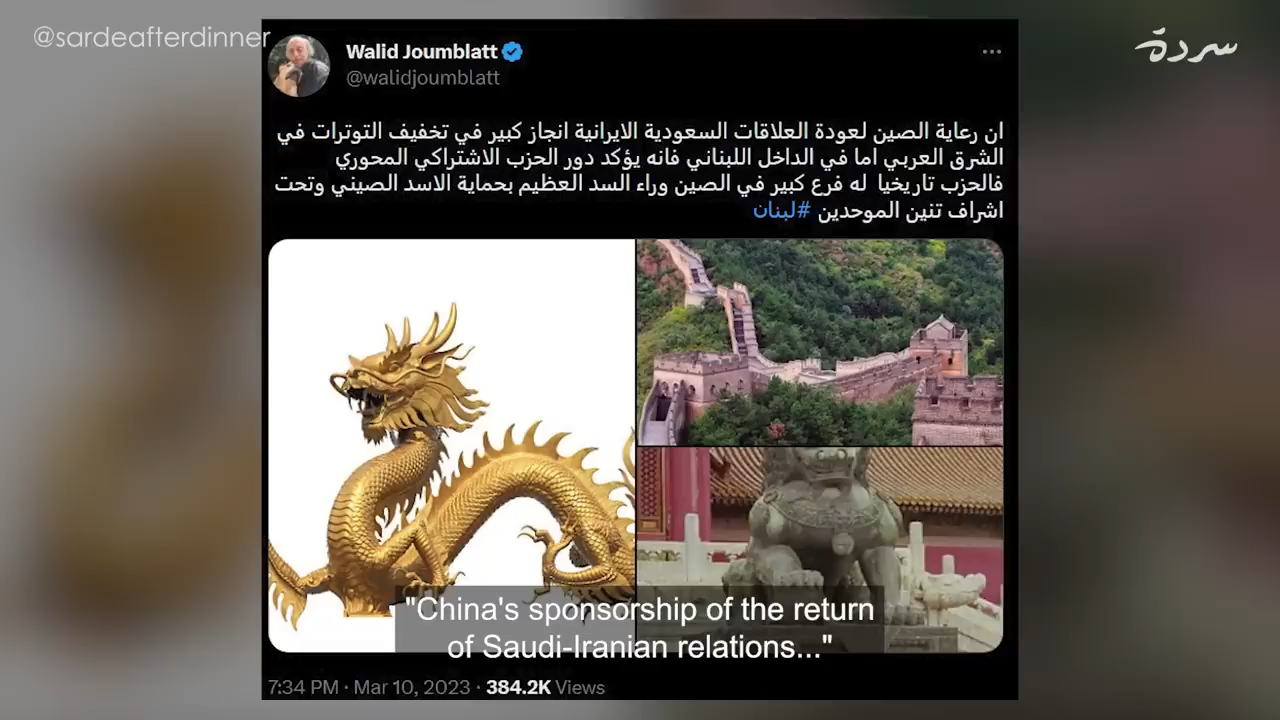 @sardeafterdinner
سردة
Walid Joumblatt
@walidjoumblatt
ان رعاية الصين لعودة العلاقات السعودية الايرانية انجاز كبير في تخفيف التوترات في
الشرق العربي اما في الداخل اللبناني فانه يؤكد دور الحزب الاشتراكي المحوري
فالحزب تاريخيا له فرع كبير في الصين وراء السد العظيم بحماية الاسد الصيني وتحت
اشراف تنين الموحدين #لبنان
"China's sponsorship of the return
of Saudi-Iranian relations..."
7:34 PM · Mar 10, 2023 · 384.2K Views